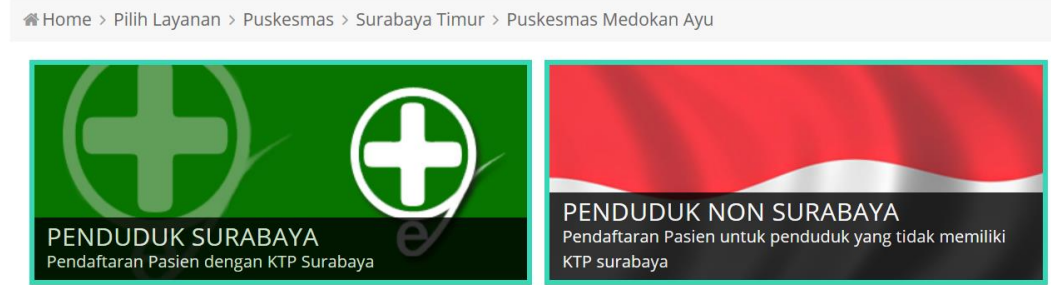 Home > Pilih Layanan > Puskesmas > Surabaya Timur > Puskesmas Medokan Ayu
PENDUDUK SURABAYA
Pendaftaran Pasien dengan KTP Surabaya
PENDUDUK NON SURABAYA
Pendaftaran Pasien untuk penduduk yang tidak memiliki
KTP surabaya